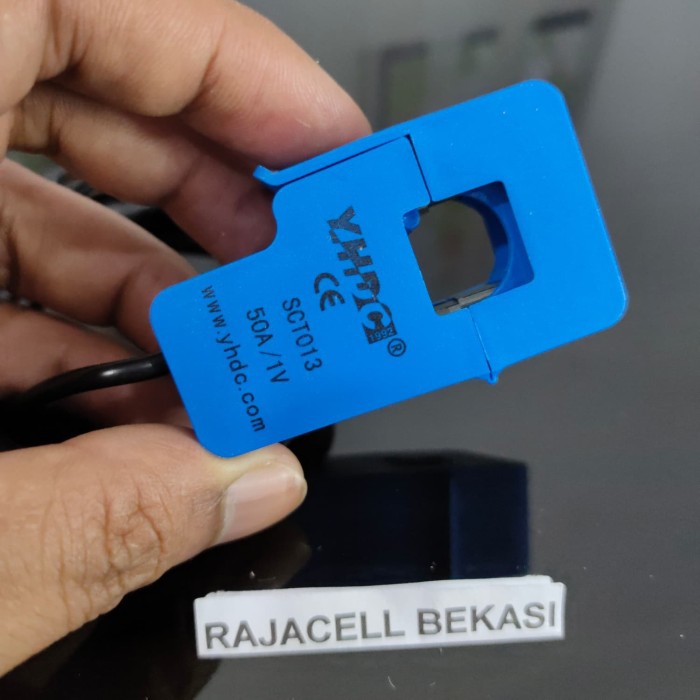 YHDC®
1992
CE
SCT013
50A/1V
www.yhdc.com
RAJACELL BEKASI